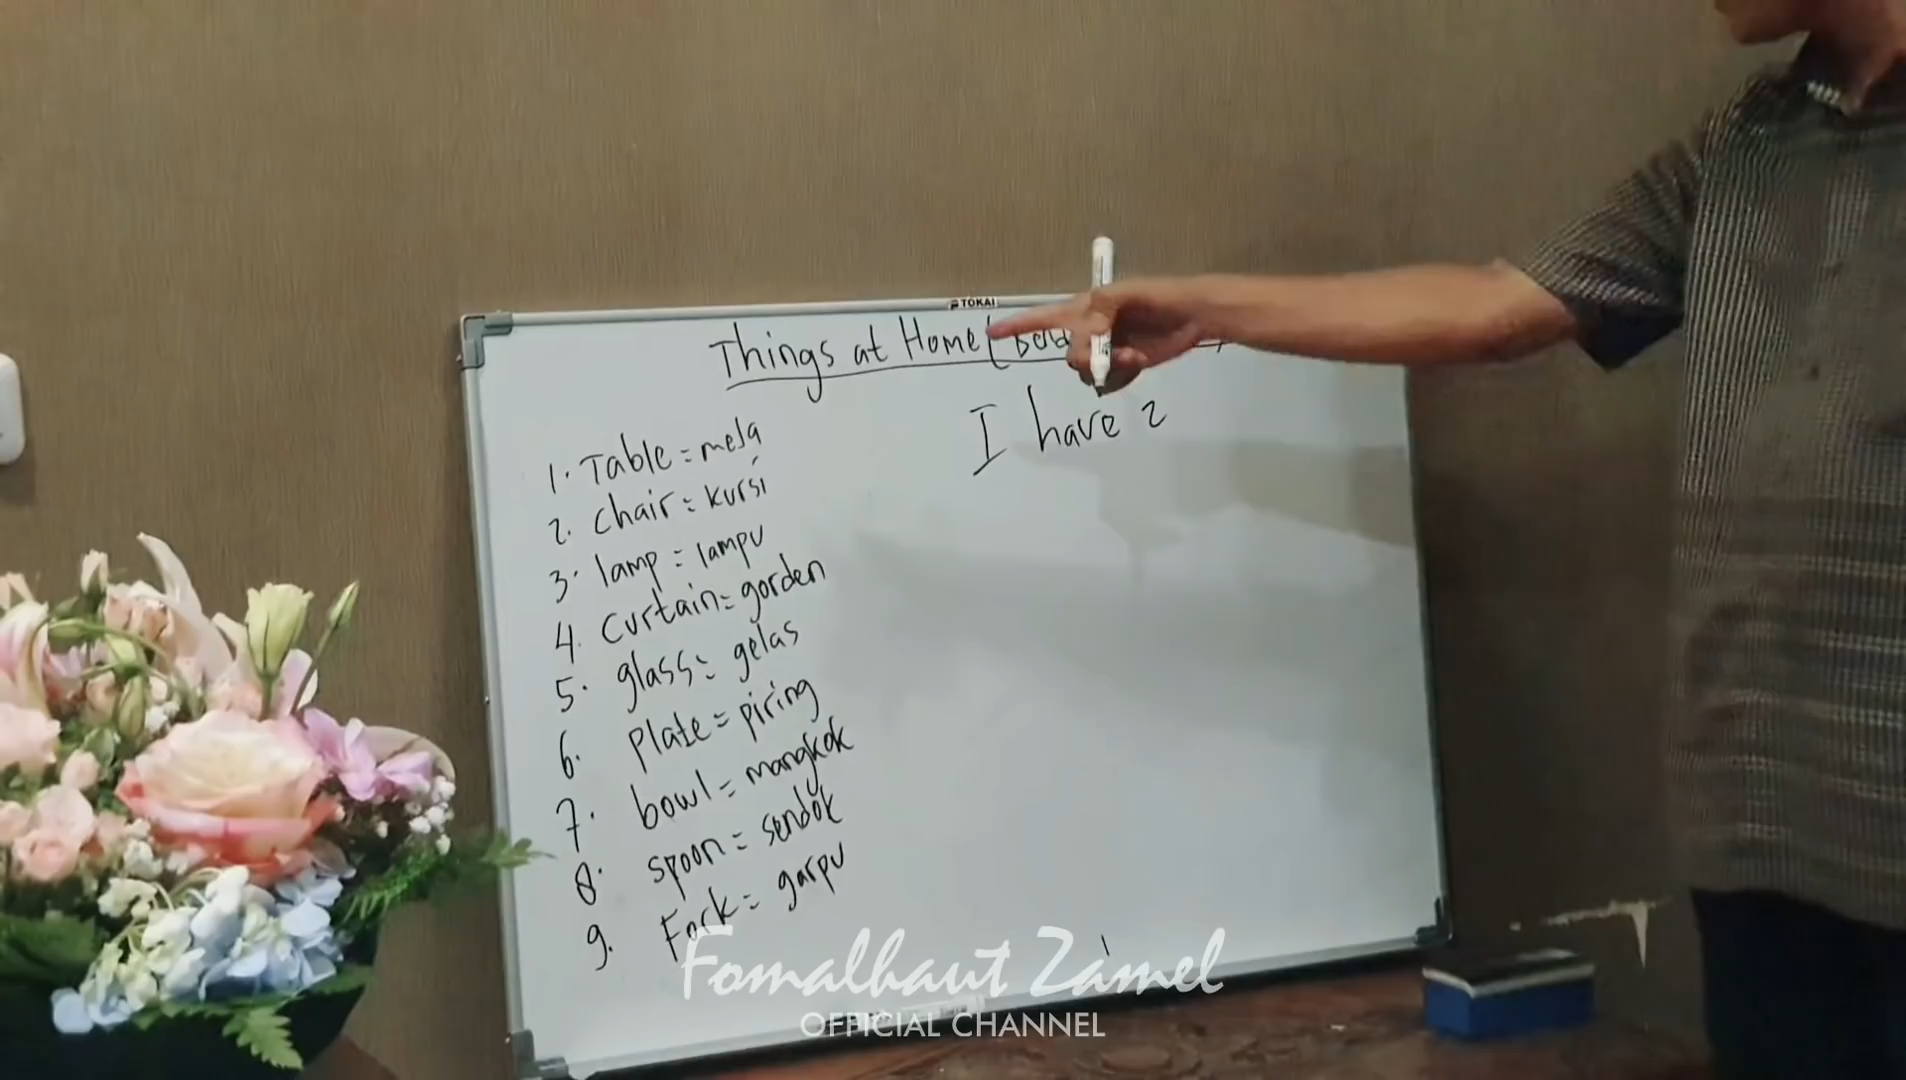 TOKAI
Things at Home (
I have 2
1. Table = meja
2. chair = kursi
3. lamp = lampu
4. curtain = gorden
5. glass = gelas
6. plate = piring
7. bowl = mangkok
8. spoon = sendok
9. Fork = garpu
Fomalhaut Zamel
OFFICIAL CHANNEL